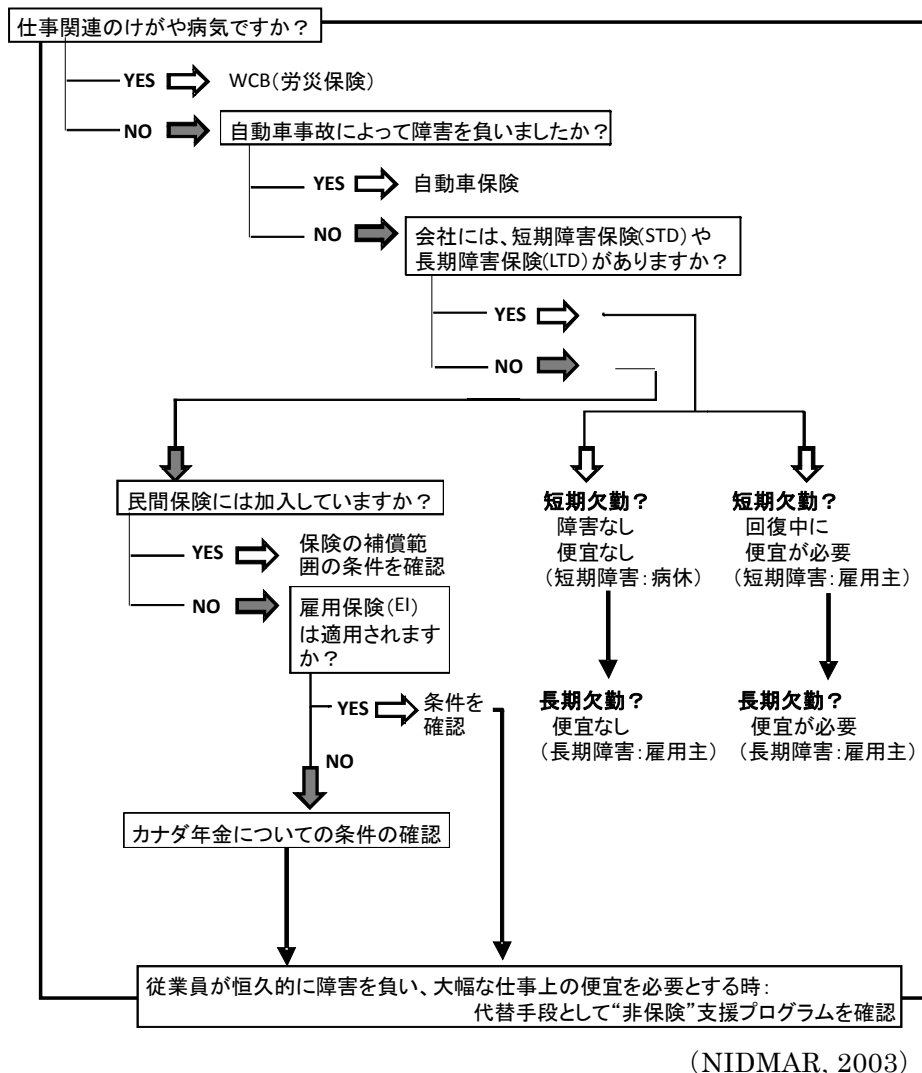 仕事関連のけがや病気ですか？
YES
WCB（労災保険）
NO
自動車事故によって障害を負いましたか？
YES
自動車保険
NO
会社には、短期障害保険(STD) や
長期障害保険(LTD) がありますか？
YES
NO
民間保険には加入していますか？
YES
保険の補償範
囲の条件を確認
NO
雇用保険(EI)
は適用されます
か？
YES
条件を
確認
NO
カナダ年金についての条件の確認
短期欠勤？
障害なし
便宜なし
（短期障害：病休）
長期欠勤？
便宜なし
（長期障害：雇用主）
短期欠勤？
回復中に
便宜が必要
（短期障害：雇用主）
長期欠勤？
便宜が必要
（長期障害：雇用主）
従業員が恒久的に障害を負い、大幅な仕事上の便宜を必要とする時：
代替手段として“非保険”支援プログラムを確認
（NIDMAR, 2003）